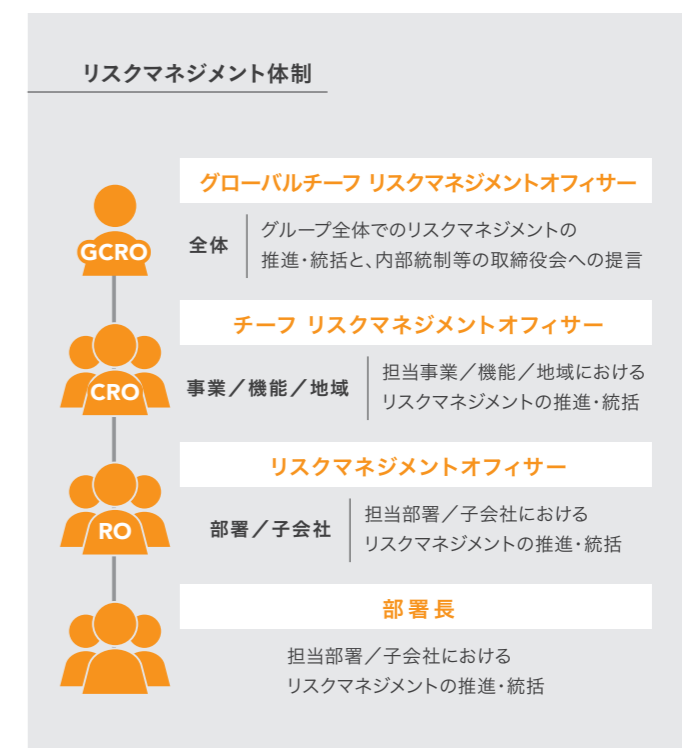 リスクマネジメント体制
グローバルチーフ リスクマネジメントオフィサー
GCRO
全体
グループ全体でのリスクマネジメントの
推進・統括と、内部統制等の取締役会への提言
チーフ リスクマネジメントオフィサー
CRO
事業／機能／地域
担当事業／機能／地域における
リスクマネジメントの推進・統括
リスクマネジメントオフィサー
RO
部署／子会社
担当部署／子会社における
リスクマネジメントの推進・統括
部署長
担当部署／子会社における
リスクマネジメントの推進・統括